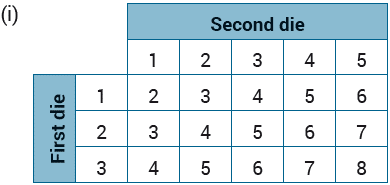 (i)
Second die
1 2 3 4 5
First die
1 2 3 4 5 6
2 3 4 5 6 7
3 4 5 6 7 8